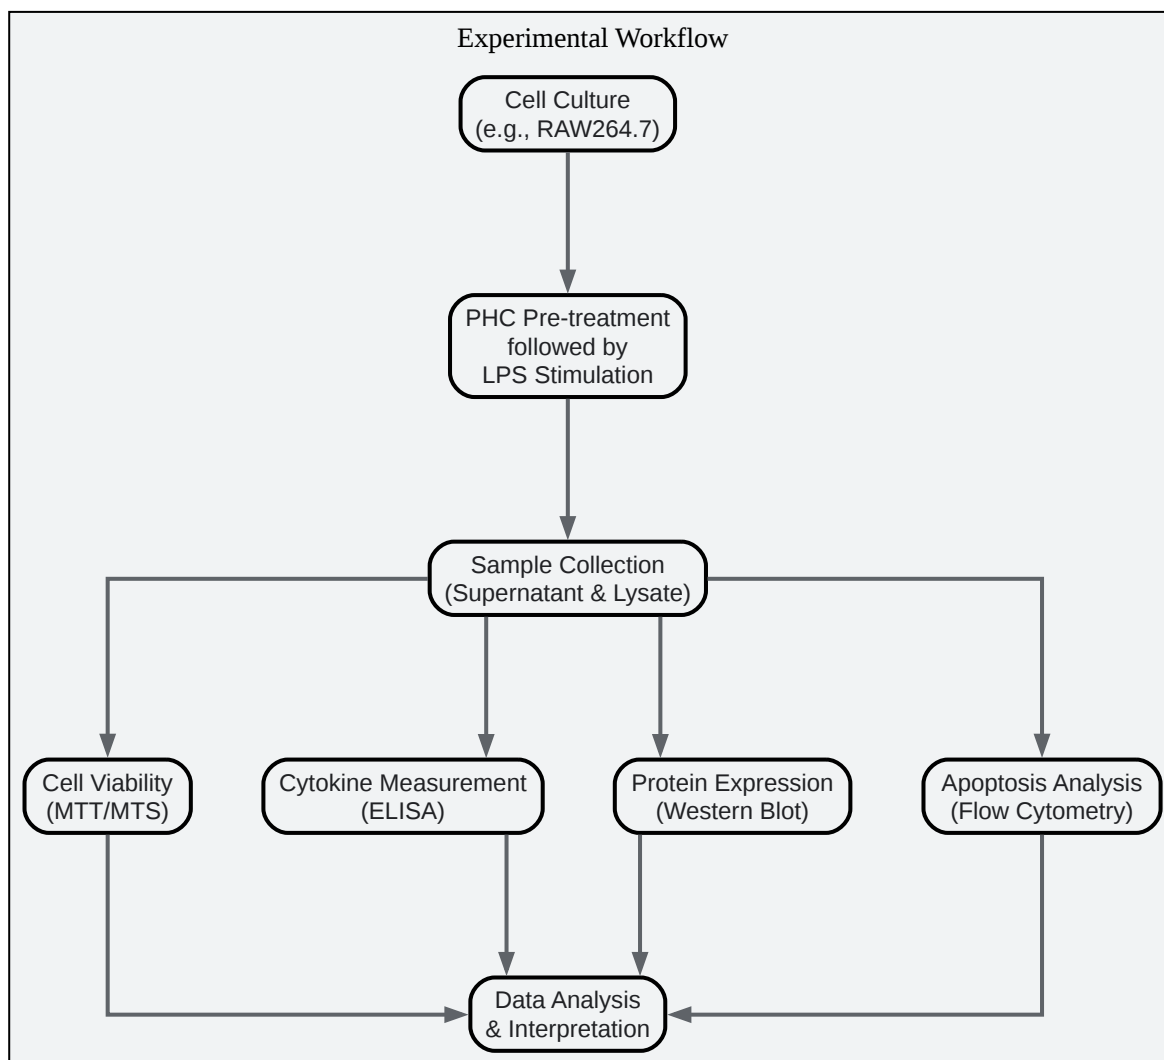 Experimental Workflow
Cell Culture
(e.g., RAW264.7)
PHC Pre-treatment
followed by
LPS Stimulation
Sample Collection
(Supernatant & Lysate)
Cell Viability
(MTT/MTS)
Cytokine Measurement
(ELISA)
Protein Expression
(Western Blot)
Apoptosis Analysis
(Flow Cytometry)
Data Analysis
& Interpretation